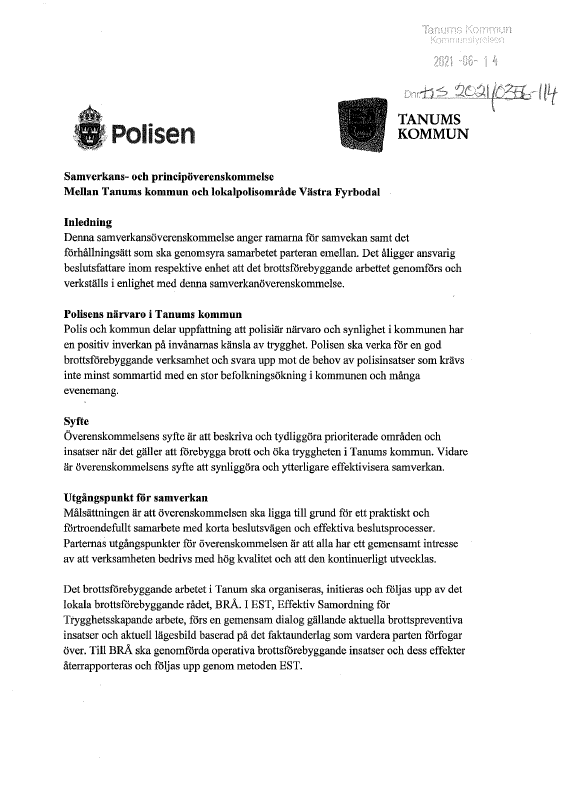 Tanums Kommun
Kommunstyrelsen
2021 -06- 14
Dnr: KS 2021/0356-114
Polisen
TANUMS
KOMMUN
Samverkans- och principöverenskommelse
Mellan Tanums kommun och lokalpolisområde Västra Fyrbodal
Inledning
Denna samverkansöverenskommelse anger ramarna för samvekan samt det
förhållningsätt som ska genomsyra samarbetet parteran emellan. Det åligger ansvarig
beslutsfattare inom respektive enhet att det brottsförebyggande arbettet genomförs och
verkställs i enlighet med denna samverkanöverenskommelse.
Polisens närvaro i Tanums kommun
Polis och kommun delar uppfattning att polisiär närvaro och synlighet i kommunen har
en positiv inverkan på invånarnas känsla av trygghet. Polisen ska verka för en god
brottsförebyggande verksamhet och svara upp mot de behov av polisinsatser som krävs
inte minst sommartid med en stor befolkningsökning i kommunen och många
evenemang.
Syfte
Överenskommelsens syfte är att beskriva och tydliggöra prioriterade områden och
insatser när det gäller att förebygga brott och öka tryggheten i Tanums kommun. Vidare
är överenskommelsens syfte att synliggöra och ytterligare effektivisera samverkan.
Utgångspunkt för samverkan
Målsättningen är att överenskommelsen ska ligga till grund för ett praktiskt och
förtroendefullt samarbete med korta beslutsvägen och effektiva beslutsprocesser.
Parternas utgångspunkter för överenskommelsen är att alla har ett gemensamt intresse
av att verksamheten bedrivs med hög kvalitet och att den kontinuerligt utvecklas.
Det brottsförebyggande arbetet i Tanum ska organiseras, initieras och följas upp av det
lokala brottsförebyggande rådet, BRÅ. I EST, Effektiv Samordning för
Trygghetsskapande arbete, förs en gemensam dialog gällande aktuella brottspreventiva
insatser och aktuell lägesbild baserad på det faktaunderlag som vardera parten förfogar
över. Till BRÅ ska genomförda operativa brottsförebyggande insatser och dess effekter
återrapporteras och följas upp genom metoden EST.